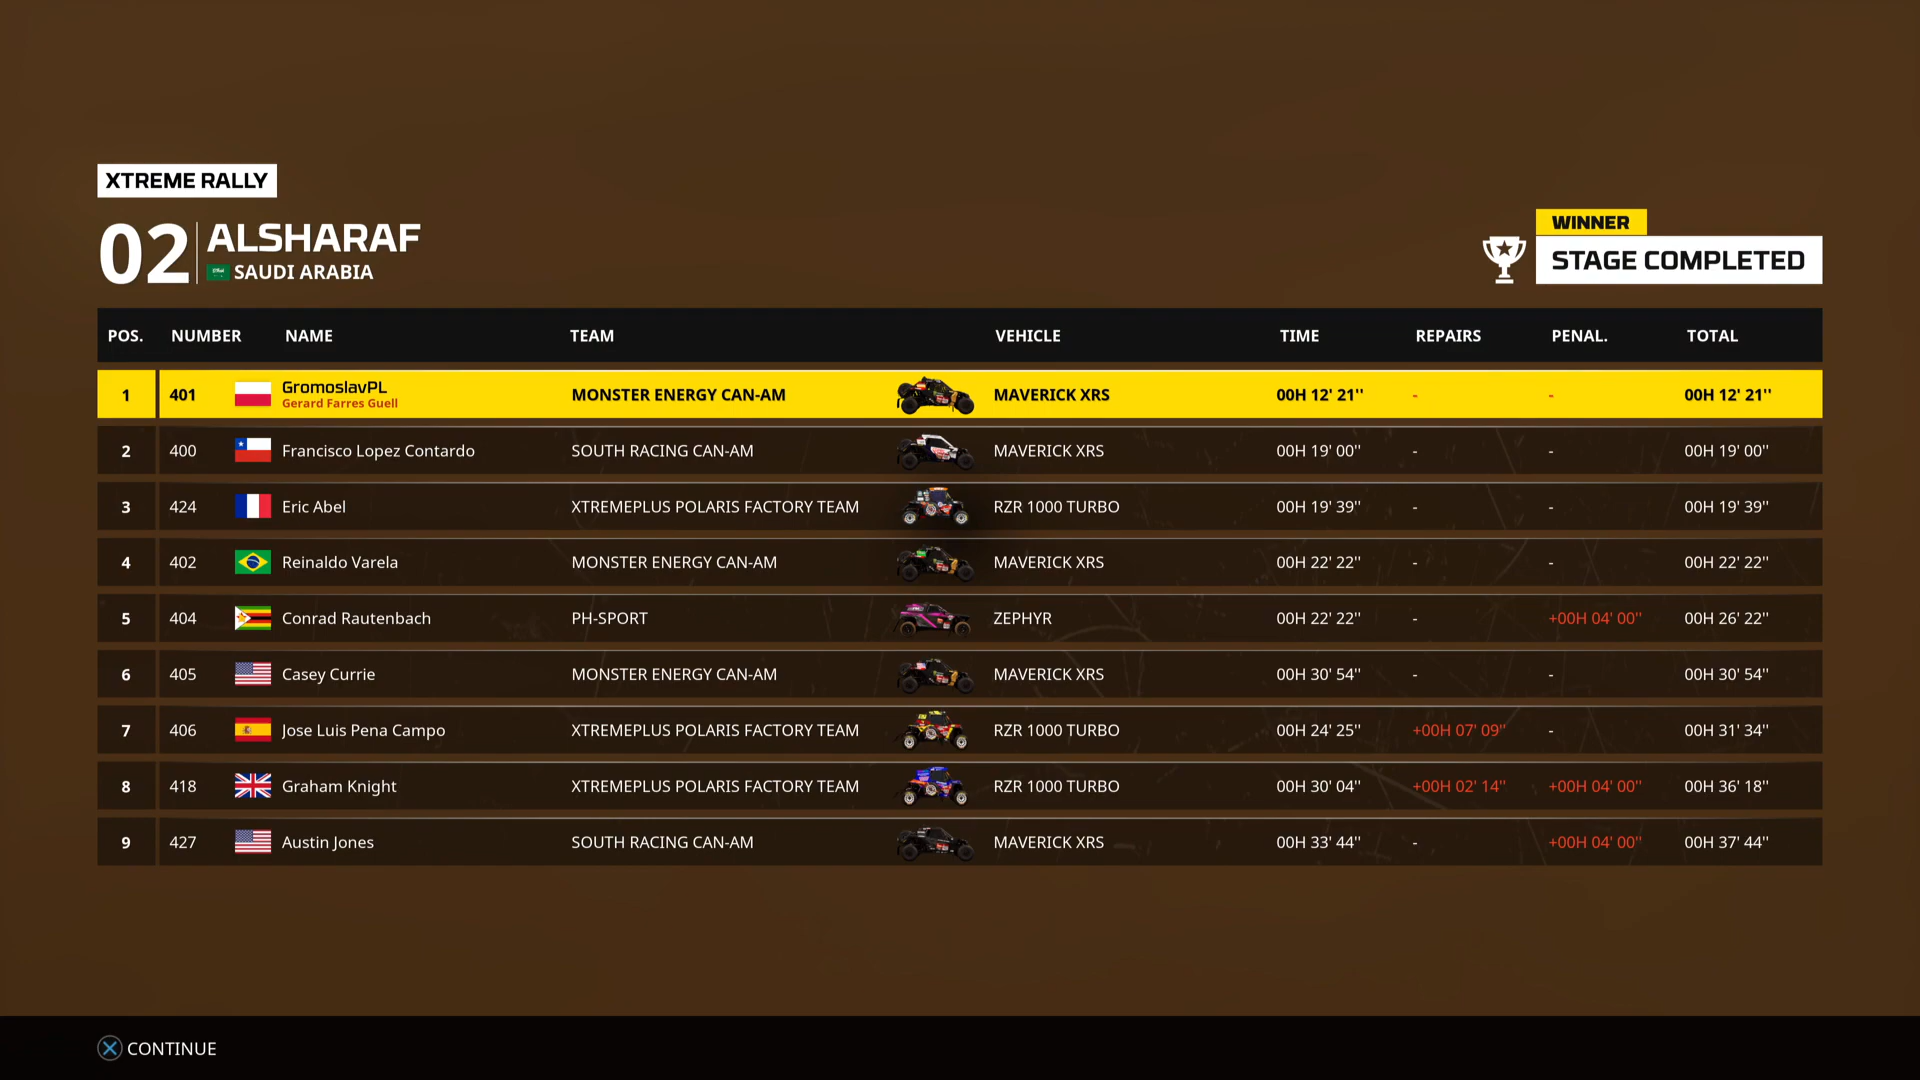 XTREME RALLY
02 ALSHARAF
SAUDI ARABIA
WINNER
STAGE COMPLETED
POS. NUMBER NAME TEAM VEHICLE TIME REPAIRS PENAL. TOTAL
1 401 GromoslavPL Gerard Farres Guell MONSTER ENERGY CAN-AM MAVERICK XRS 00H 12' 21'' - - 00H 12' 21''
2 400 Francisco Lopez Contardo SOUTH RACING CAN-AM MAVERICK XRS 00H 19' 00'' - - 00H 19' 00''
3 424 Eric Abel XTREMEPLUS POLARIS FACTORY TEAM RZR 1000 TURBO 00H 19' 39'' - - 00H 19' 39''
4 402 Reinaldo Varela MONSTER ENERGY CAN-AM MAVERICK XRS 00H 22' 22'' - - 00H 22' 22''
5 404 Conrad Rautenbach PH-SPORT ZEPHYR 00H 22' 22'' - +00H 04' 00'' 00H 26' 22''
6 405 Casey Currie MONSTER ENERGY CAN-AM MAVERICK XRS 00H 30' 54'' - - 00H 30' 54''
7 406 Jose Luis Pena Campo XTREMEPLUS POLARIS FACTORY TEAM RZR 1000 TURBO 00H 24' 25'' +00H 07' 09'' - 00H 31' 34''
8 418 Graham Knight XTREMEPLUS POLARIS FACTORY TEAM RZR 1000 TURBO 00H 30' 04'' +00H 02' 14'' +00H 04' 00'' 00H 36' 18''
9 427 Austin Jones SOUTH RACING CAN-AM MAVERICK XRS 00H 33' 44'' - +00H 04' 00'' 00H 37' 44''
CONTINUE